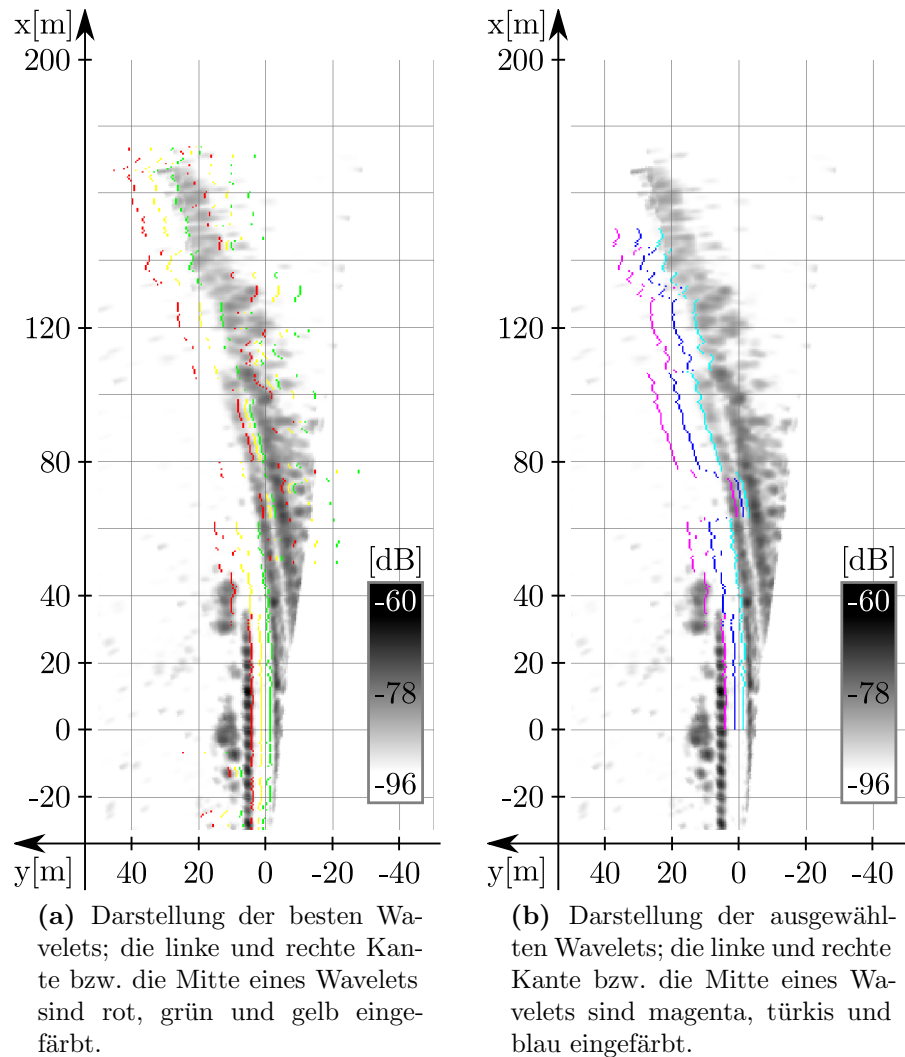 x[m]
200
120
80
40
20
0
-20
[dB]
-60
-78
-96
y[m]
40
20
0
-20
-40
(a) Darstellung der besten Wa-
velets; die linke und rechte Kan-
te bzw. die Mitte eines Wavelets
sind rot, grün und gelb einge-
färbt.
x[m]
200
120
80
40
20
0
-20
[dB]
-60
-78
-96
y[m]
40
20
0
-20
-40
(b) Darstellung der ausgewähl-
ten Wavelets; die linke und rechte
Kante bzw. die Mitte eines Wa-
velets sind magenta, türkis und
blau eingefärbt.